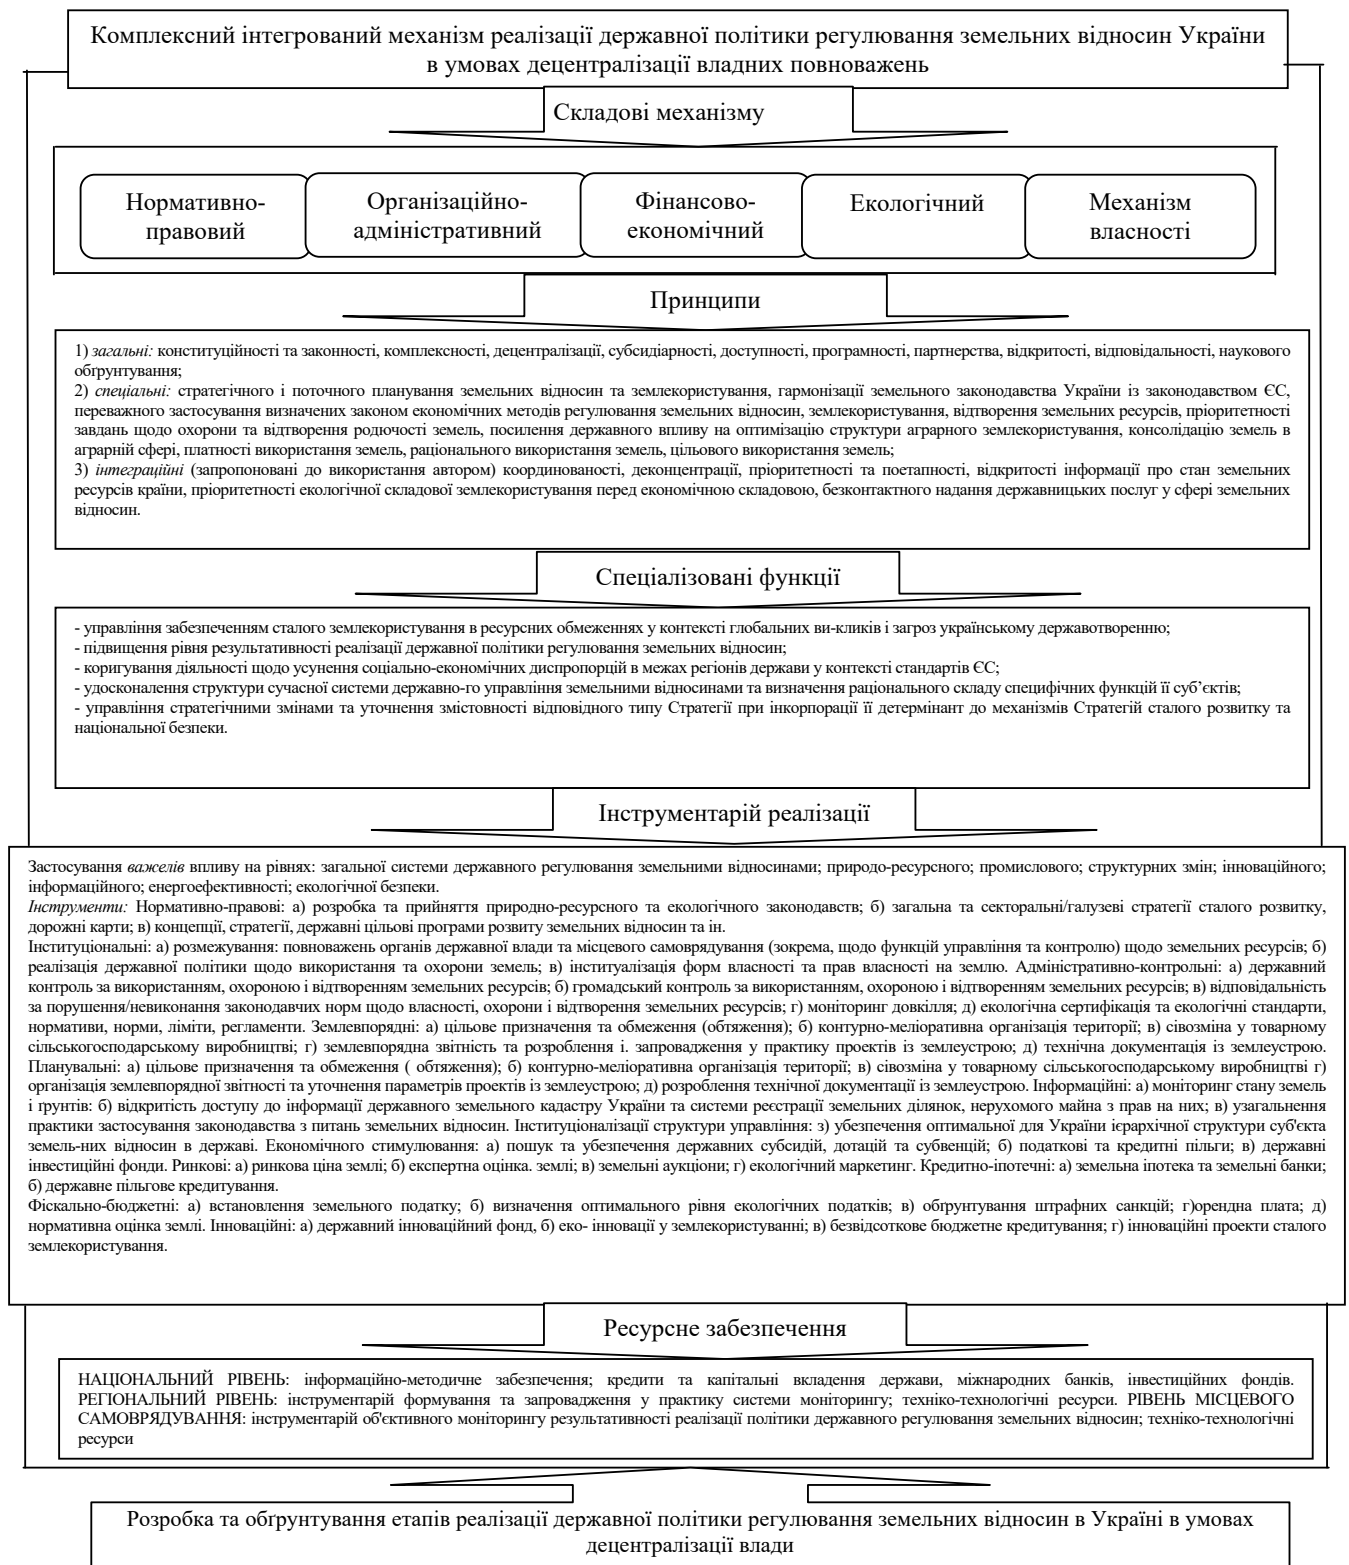 Комплексний інтегрований механізм реалізації державної політики регулювання земельних відносин України
в умовах децентралізації владних повноважень
Складові механізму
Нормативно-
правовий
Організаційно-
адміністративний
Фінансово-
економічний
Екологічний
Механізм
власності
Принципи
1) загальні: конституційності та законності, комплексності, децентралізації, субсидіарності, доступності, програмності, партнерства, відкритості, відповідальності, наукового
обґрунтування;
2) спеціальні: стратегічного і поточного планування земельних відносин та землекористування, гармонізації земельного законодавства України із законодавством ЄС,
переважного застосування визначених законом економічних методів регулювання земельних відносин, землекористування, відтворення земельних ресурсів, пріоритетності
завдань щодо охорони та відтворення родючості земель, посилення державного впливу на оптимізацію структури аграрного землекористування, консолідацію земель в
аграрній сфері, платності використання земель, раціонального використання земель, цільового використання земель;
3) інтеграційні (запропоновані до використання автором) координованості, деконцентрації, пріоритетності та поетапності, відкритості інформації про стан земельних
ресурсів країни, пріоритетності екологічної складової землекористування перед економічною складовою, безконтактного надання державницьких послуг у сфері земельних
відносин.
Спеціалізовані функції
- управління забезпеченням сталого землекористування в ресурсних обмеженнях у контексті глобальних ви-кликів і загроз українському державотворенню;
- підвищення рівня результативності реалізації державної політики регулювання земельних відносин;
- коригування діяльності щодо усунення соціально-економічних диспропорцій в межах регіонів держави у контексті стандартів ЄС;
- удосконалення структури сучасної системи державно-го управління земельними відносинами та визначення раціонального складу специфічних функцій її суб’єктів;
- управління стратегічними змінами та уточнення змістовності відповідного типу Стратегії при інкорпорації її детермінант до механізмів Стратегій сталого розвитку та
національної безпеки.
Інструментарій реалізації
Застосування важелів впливу на рівнях: загальної системи державного регулювання земельними відносинами; природо-ресурсного; промислового; структурних змін; інноваційного;
інформаційного; енергоефективності; екологічної безпеки.
Інструменти: Нормативно-правові: а) розробка та прийняття природно-ресурсного та екологічного законодавств; б) загальна та секторальні/галузеві стратегії сталого розвитку,
дорожні карти; в) концепції, стратегії, державні цільові програми розвиту земельних відносин та ін.
Інституціональні: а) розмежування: повноважень органів державної влади та місцевого самоврядування (зокрема, щодо функцій управління та контролю) щодо земельних ресурсів; б)
реалізація державної політики щодо використання та охорони земель; в) інституалізація форм власності та прав власності на землю. Адміністративно-контрольні: а) державний
контроль за використанням, охороною і відтворенням земельних ресурсів; б) громадський контроль за використанням, охороною і відтворенням земельних ресурсів; в) відповідальність
за порушення/невиконання законодавчих норм щодо власності, охорони і відтворення земельних ресурсів; г) моніторинг довкілля; д) екологічна сертифікація та екологічні стандарти,
нормативи, норми, ліміти, регламенти. Землевпорядні: а) цільове призначення та обмеження (обтяження); б) контурно-меліоративна організація території; в) сівозміна у товарному
сільськогосподарському виробництві; г) землевпорядна звітність та розроблення і. запровадження у практику проектів із землеустрою; д) технічна документація із землеустрою.
Планувальні: а) цільове призначення та обмеження ( обтяження); б) контурно-меліоративна організація території; в) сівозміна у товарному сільськогосподарському виробництві г)
організація землевпорядної звітності та уточнення параметрів проектів із землеустрою; д) розроблення технічної документації із землеустрою. Інформаційні: а) моніторинг стану земель
і ґрунтів: б) відкритість доступу до інформації державного земельного кадастру України та системи реєстрації земельних ділянок, нерухомого майна з прав на них; в) узагальнення
практики застосування законодавства з питань земельних відносин. Інституціоналізації структури управління: з) убезпечення оптимальної для України ієрархічної структури суб'єкта
земель-них відносин в державі. Економічного стимулювання: а) пошук та убезпечення державних субсидій, дотацій та субвенцій; б) податкові та кредитні пільги; в) державні
інвестиційні фонди. Ринкові: а) ринкова ціна землі; б) експертна оцінка. землі; в) земельні аукціони; г) екологічний маркетинг. Кредитно-іпотечні: а) земельна іпотека та земельні банки;
б) державне пільгове кредитування.
Фіскально-бюджетні: а) встановлення земельного податку; б) визначення оптимального рівня екологічних податків; в) обґрунтування штрафних санкцій; г)орендна плата; д)
нормативна оцінка землі. Інноваційні: а) державний інноваційний фонд, б) еко- інновації у землекористуванні; в) безвідсоткове бюджетне кредитування; г) інноваційні проекти сталого
землекористування.
Ресурсне забезпечення
НАЦІОНАЛЬНИЙ РІВЕНЬ: інформаційно-методичне забезпечення; кредити та капітальні вкладення держави, міжнародних банків, інвестиційних фондів.
РЕГІОНАЛЬНИЙ РІВЕНЬ: інструментарій формування та запровадження у практику системи моніторингу; техніко-технологічні ресурси. РІВЕНЬ МІСЦЕВОГО
САМОВРЯДУВАННЯ: інструментарій об'єктивного моніторингу результативності реалізації політики державного регулювання земельних відносин; техніко-технологічні
ресурси
Розробка та обґрунтування етапів реалізації державної політики регулювання земельних відносин в Україні в умовах
децентралізації влади